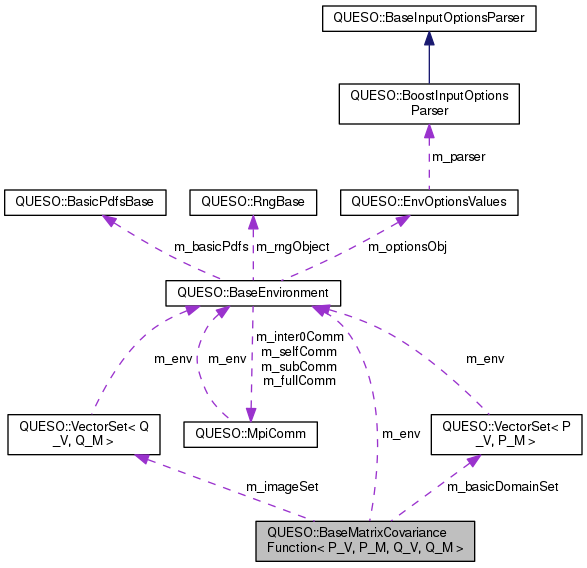 QUESO::BaseInputOptionsParser
QUESO::BoostInputOptions
Parser
m_parser
QUESO::BasicPdfsBase
QUESO::RngBase
QUESO::EnvOptionsValues
m_basicPdfs
m_rngObject
m_optionsObj
QUESO::BaseEnvironment
m_inter0Comm
m_selfComm
m_subComm
m_fullComm
m_env
m_env
m_env
QUESO::VectorSet< Q
_V, Q_M >
QUESO::MpiComm
m_env
QUESO::VectorSet< P
_V, P_M >
m_imageSet
m_basicDomainSet
QUESO::BaseMatrixCovariance
Function< P_V, P_M, Q_V, Q_M >